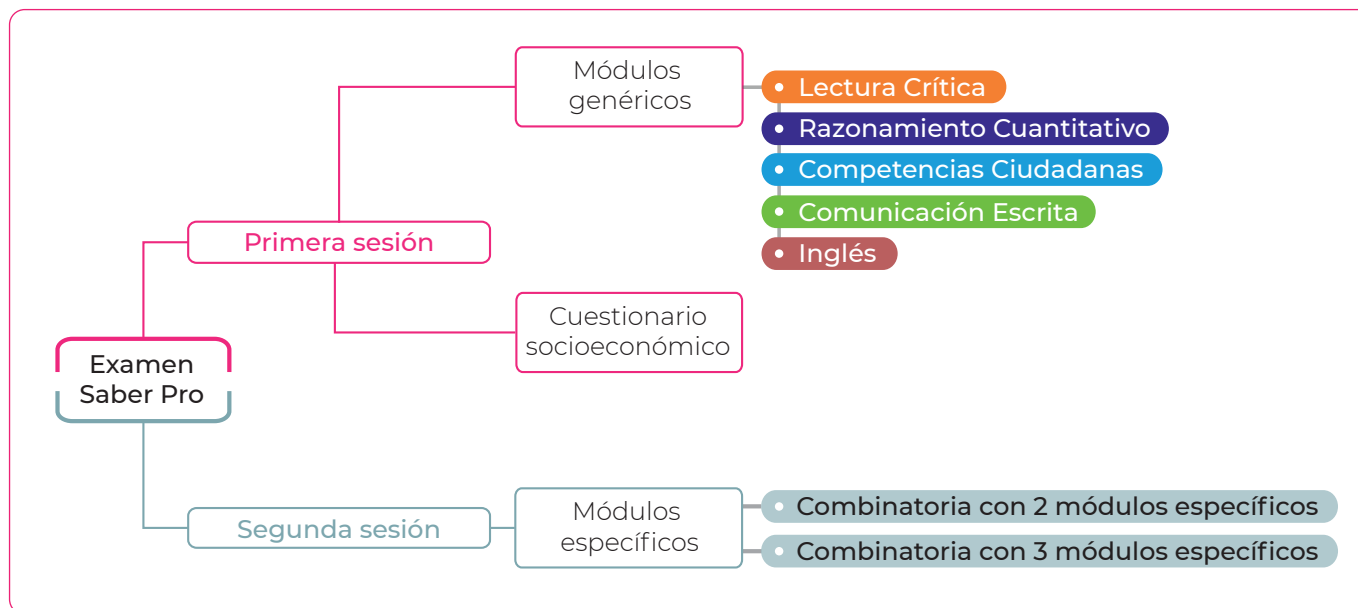 Módulos
genéricos
Lectura Crítica
Razonamiento Cuantitativo
Competencias Ciudadanas
Comunicación Escrita
Inglés
Primera sesión
Cuestionario
socioeconómico
Examen
Saber Pro
Segunda sesión
Módulos
específicos
Combinatoria con 2 módulos específicos
Combinatoria con 3 módulos específicos